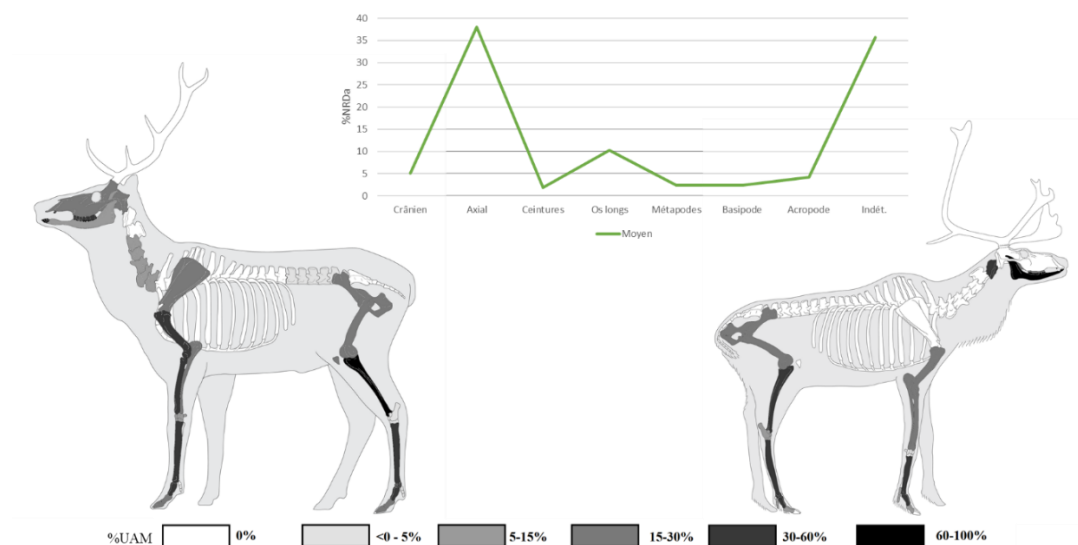 40
35
30
25
20
15
10
5
0
%NRDa
Crânien Axial Ceintures Os longs Métapodes Basipode Acropode Indét.
Moyen
%UAM 0% <0 - 5% 5-15% 15-30% 30-60% 60-100%